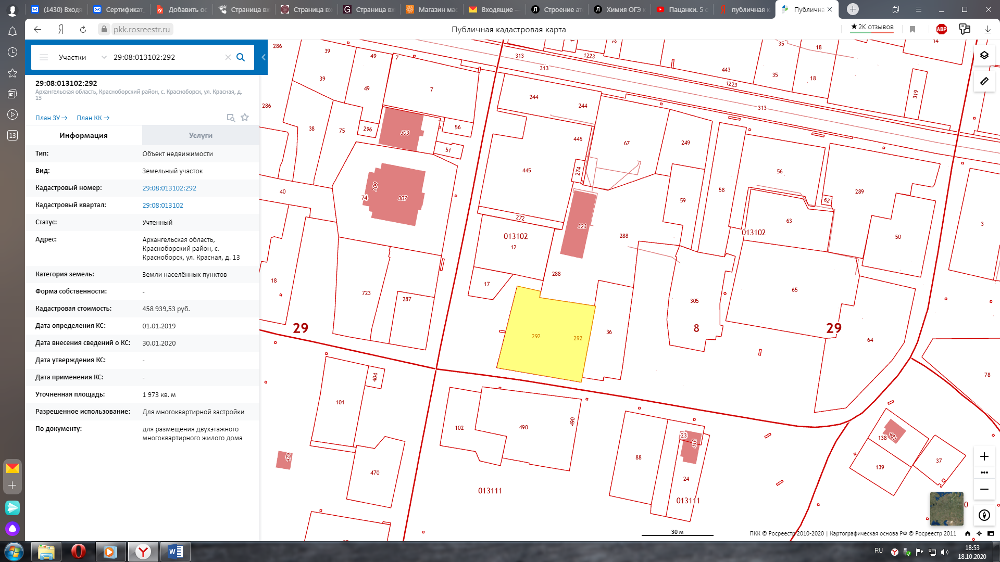 (1430) Входя
Сертификат_
Добавить ос
Страница вх
Страница вх
Страница вх
Магазин мас
Входящие —
Строение ат
Химия ОГЭ к
Пацанки. 5 с
публичная к
Публична
pkk.rosreestr.ru
Публичная кадастровая карта
★2К отзывов
ABP
13
Участки
29:08:013102:292
29:08:013102:292
Архангельская область, Красноборский район, с. Красноборск, ул. Красная, д.
13
План ЗУ →
План КК →
Информация
Услуги
Тип: Объект недвижимости
Вид: Земельный участок
Кадастровый номер: 29:08:013102:292
Кадастровый квартал: 29:08:013102
Статус: Учтенный
Адрес: Архангельская область,
Красноборский район, с.
Красноборск, ул. Красная, д. 13
Категория земель: Земли населённых пунктов
Форма собственности: -
Кадастровая стоимость: 458 939,53 руб.
Дата определения КС: 01.01.2019
Дата внесения сведений о КС: 30.01.2020
Дата утверждения КС: -
Дата применения КС: -
Уточненная площадь: 1 973 кв. м
Разрешенное использование: Для многоквартирной застройки
По документу: для размещения двухэтажного
многоквартирного жилого дома
286
39
49
7
313
1223
35
18
14
313
443
39
49
7
35
18
1223
319
286
244
244
313
38
75
296
303
56
51
445
67
249
445
274
56
58
59
289
62
40
309
74
307
272
323
63
3
013102
12
288
013102
50
18
17
288
723
287
305
65
29
292
292
36
8
29
64
404
101
78
102
490
490
23
418
138
481
479
470
88
24
139
37
013111
013111
0
30 м
ПКК © Росреестр 2010-2020 | Картографическая основа РФ © Росреестр 2011
RU
18:53
18.10.2020